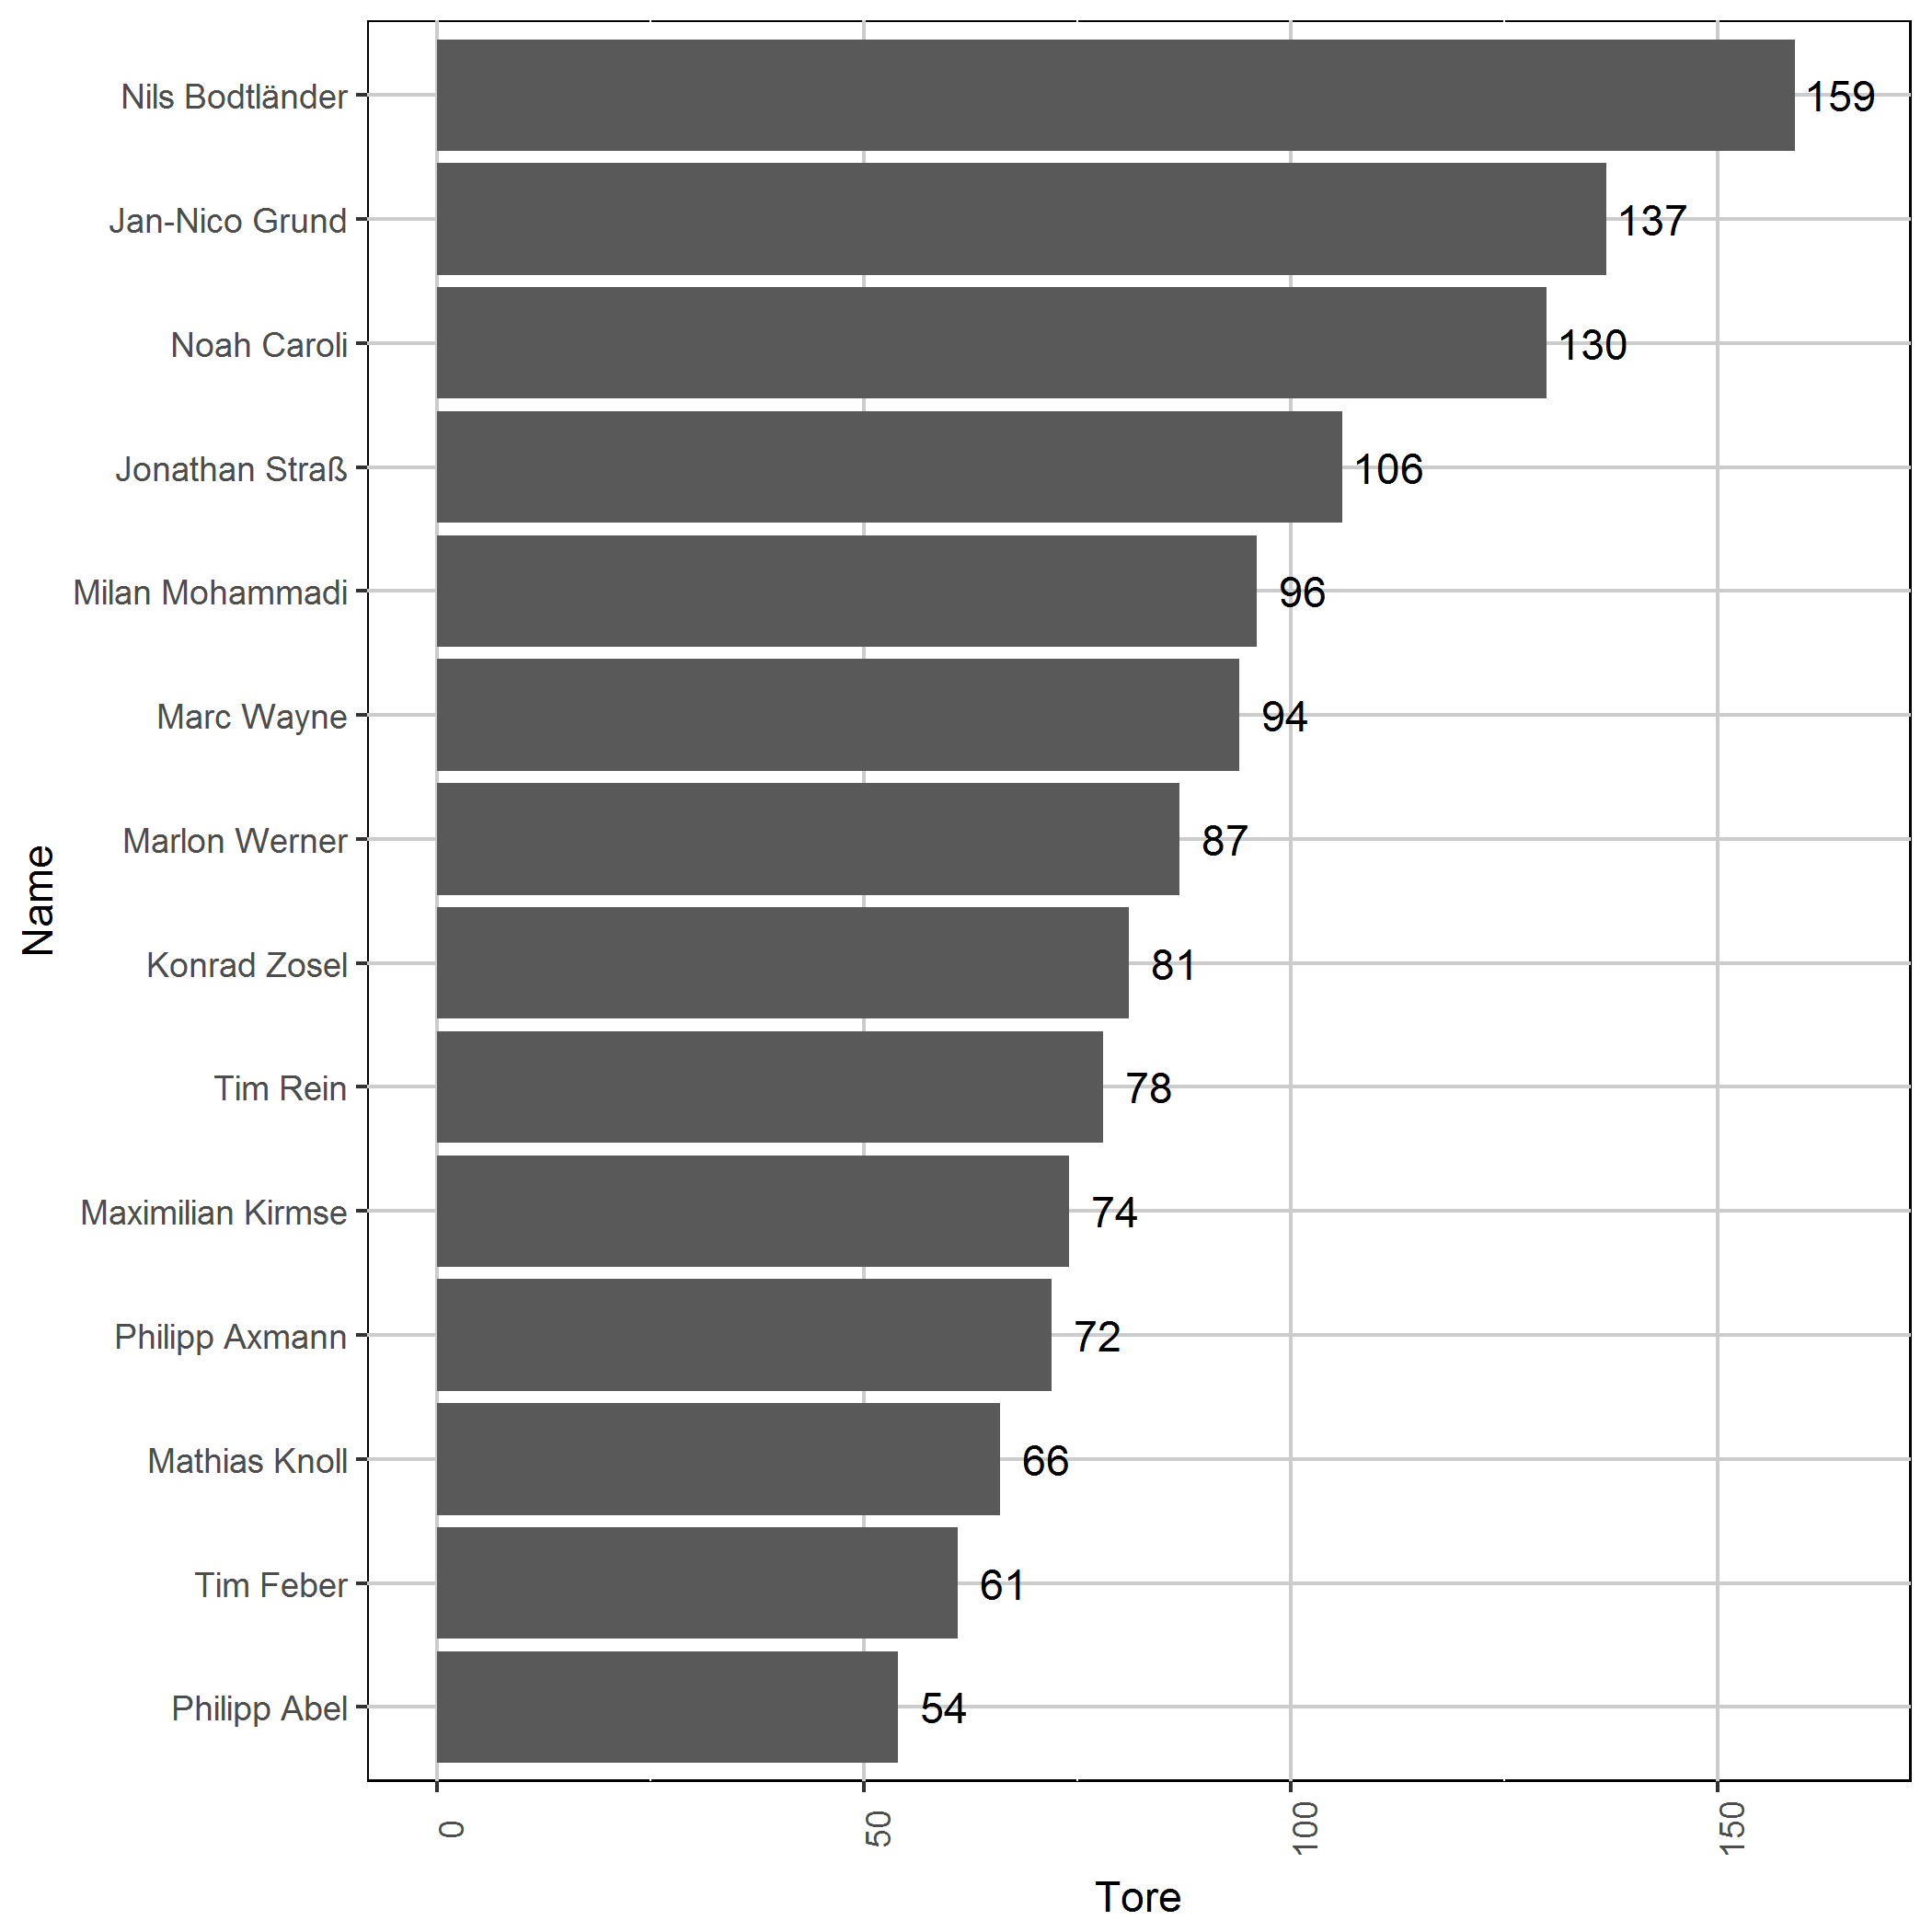 Nils Bodtländer 159
Jan-Nico Grund 137
Noah Caroli 130
Jonathan Straß 106
Milan Mohammadi 96
Marc Wayne 94
Marlon Werner 87
Konrad Zosel 81
Tim Rein 78
Maximilian Kirmse 74
Philipp Axmann 72
Mathias Knoll 66
Tim Feber 61
Philipp Abel 54
Name
0 50 100 150
Tore